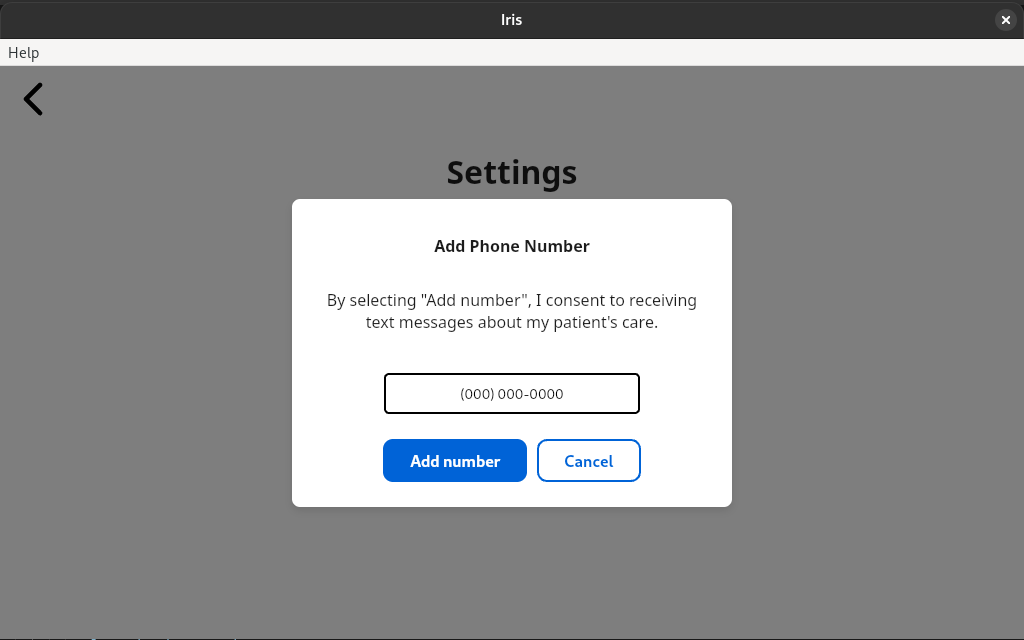 Iris
Help
Settings
Add Phone Number
By selecting "Add number", I consent to receiving
text messages about my patient's care.
(000) 000-0000
Add number
Cancel